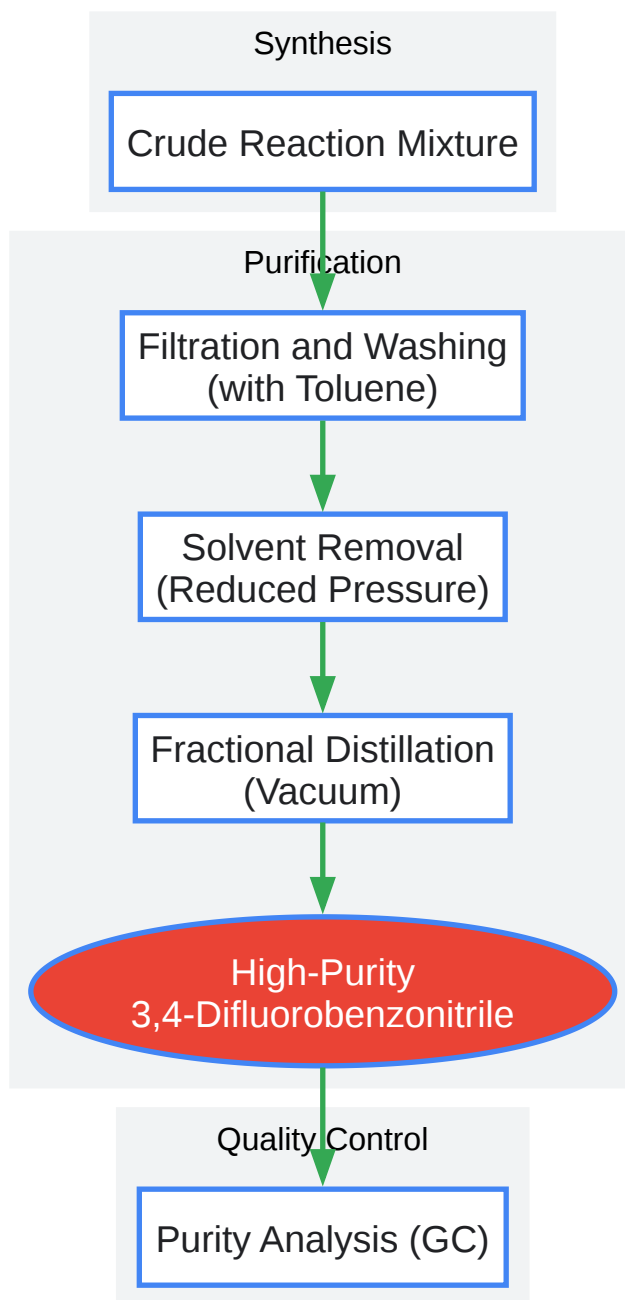 Synthesis
Crude Reaction Mixture
Purification
Filtration and Washing
(with Toluene)
Solvent Removal
(Reduced Pressure)
Fractional Distillation
(Vacuum)
High-Purity
3,4-Difluorobenzonitrile
Quality Control
Purity Analysis (GC)